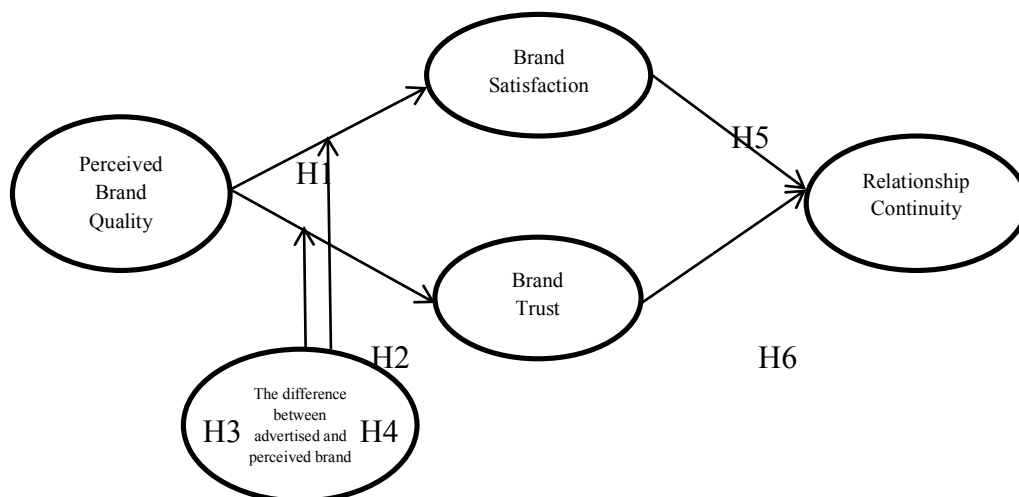 Brand
Satisfaction
H5
Perceived
Brand
Quality
H1
Relationship
Continuity
Brand
Trust
H2
H6
The difference
between
H3 advertised and H4
perceived brand